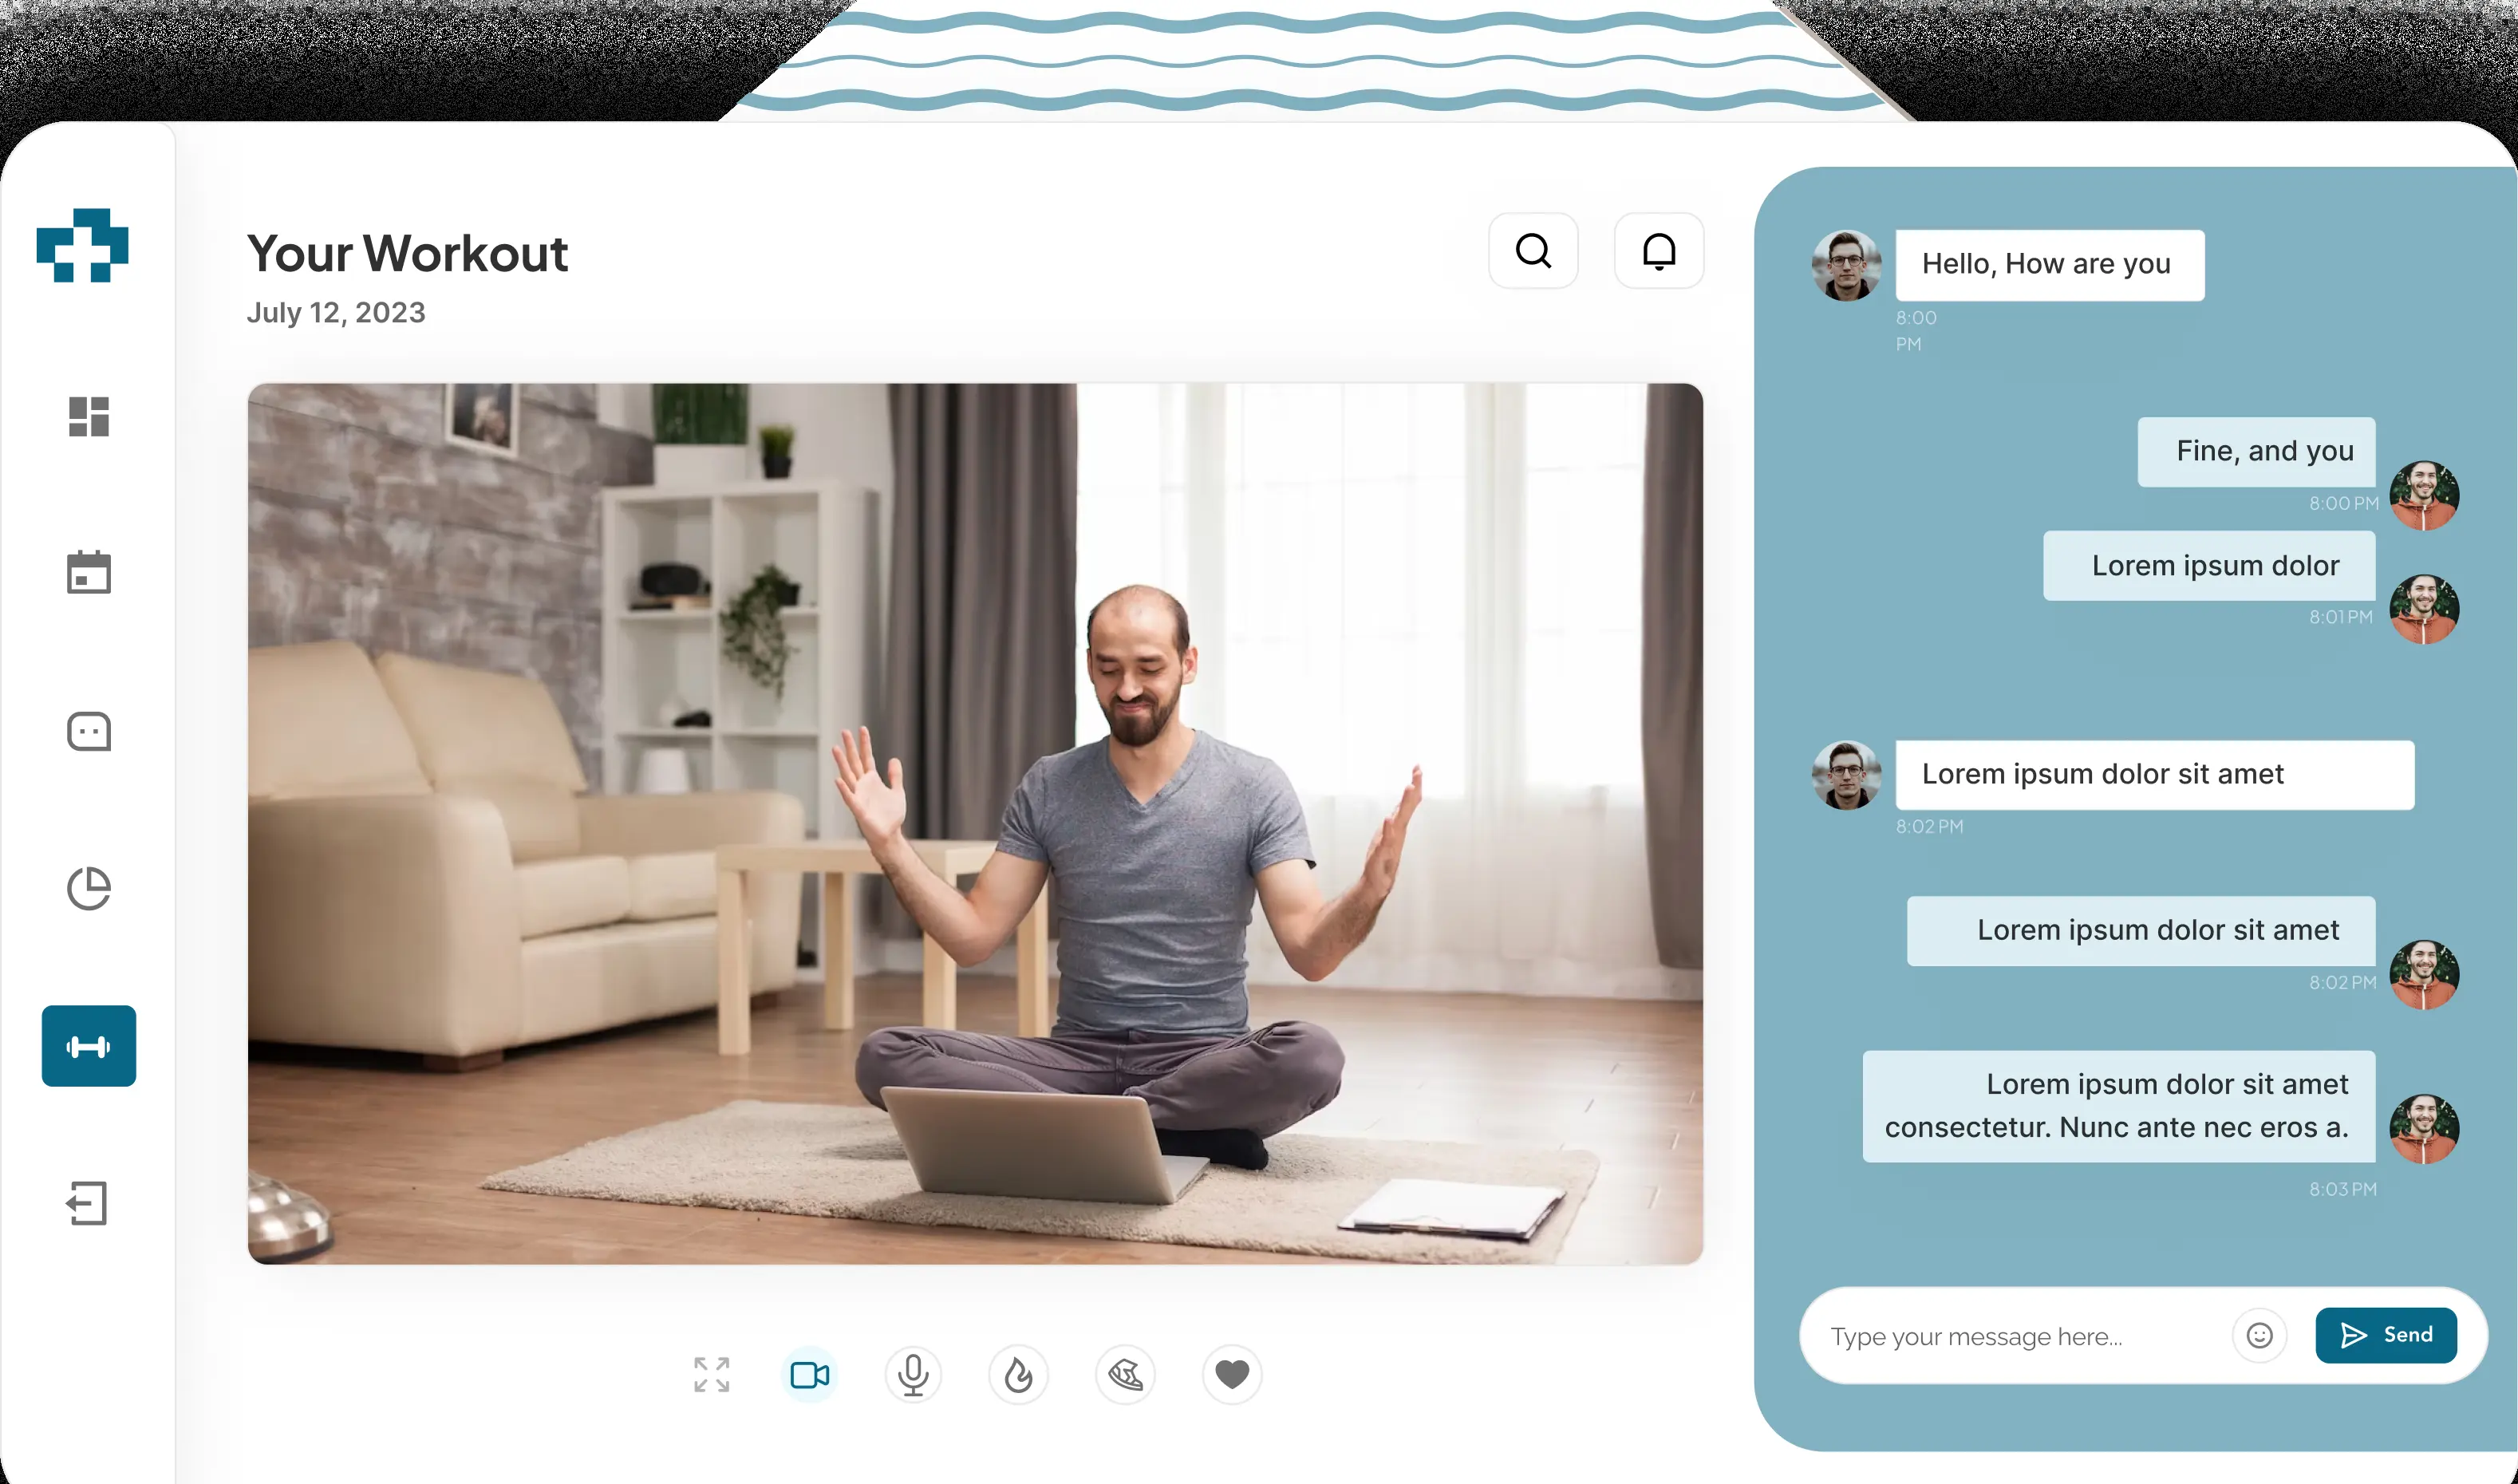 Your Workout
July 12, 2023
Hello, How are you
8:00
PM
Fine, and you
8:00 PM
Lorem ipsum dolor
8:01 PM
Lorem ipsum dolor sit amet
8:02 PM
Lorem ipsum dolor sit amet
8:02 PM
Lorem ipsum dolor sit amet
consectetur. Nunc ante nec eros a.
8:03 PM
Type your message here...
Send